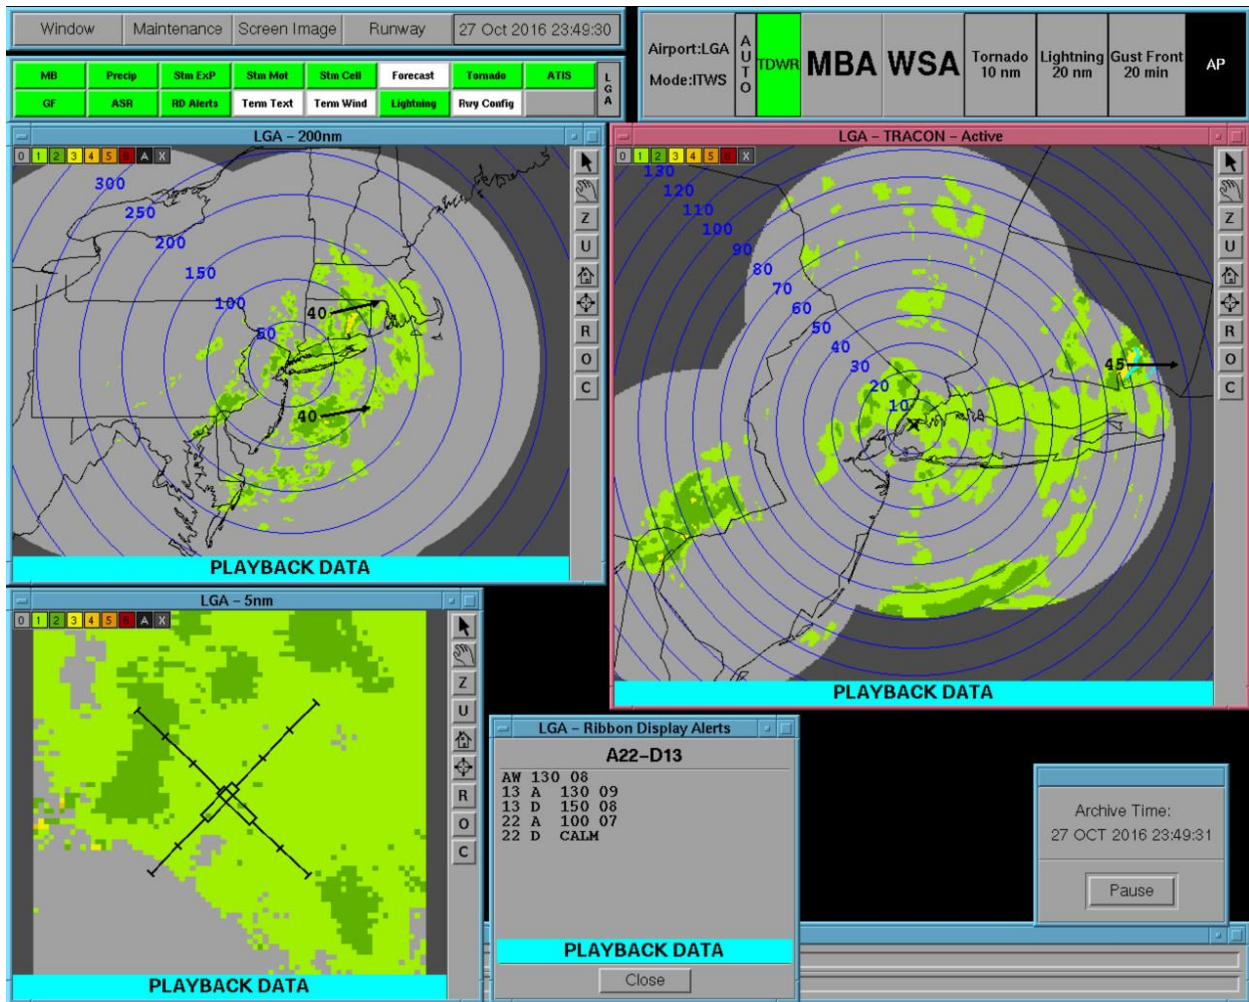 Window Maintenance Screen Image Runway 27 Oct 2016 23:49:30
MB Precip Stm ExP Stm Mot Stm Cell Forecast Tornado ATIS
GF ASR RD Alerts Term Text Term Wind Lightning Rwy Config
LGA
Airport:LGA
Mode:ITWS
AUTO
TDWR
MBA
WSA
Tornado
10 nm
Lightning
20 nm
Gust Front
20 min
AP
LGA - 200nm
0 1 2 3 4 5 6 A X
300
250
200
150
100
50
40
40
Z
U
R
O
C
PLAYBACK DATA
LGA - TRACON - Active
0 1 2 3 4 5 6 X
130
120
110
100
90
80
70
60
50
40
30
20
10
45
Z
U
R
O
C
PLAYBACK DATA
LGA - 5nm
0 1 2 3 4 5 6 A X
Z
U
R
O
C
PLAYBACK DATA
LGA - Ribbon Display Alerts
A22-D13
AW 130 08
13 A 130 09
13 D 150 08
22 A 100 07
22 D CALM
PLAYBACK DATA
Close
Archive Time:
27 OCT 2016 23:49:31
Pause